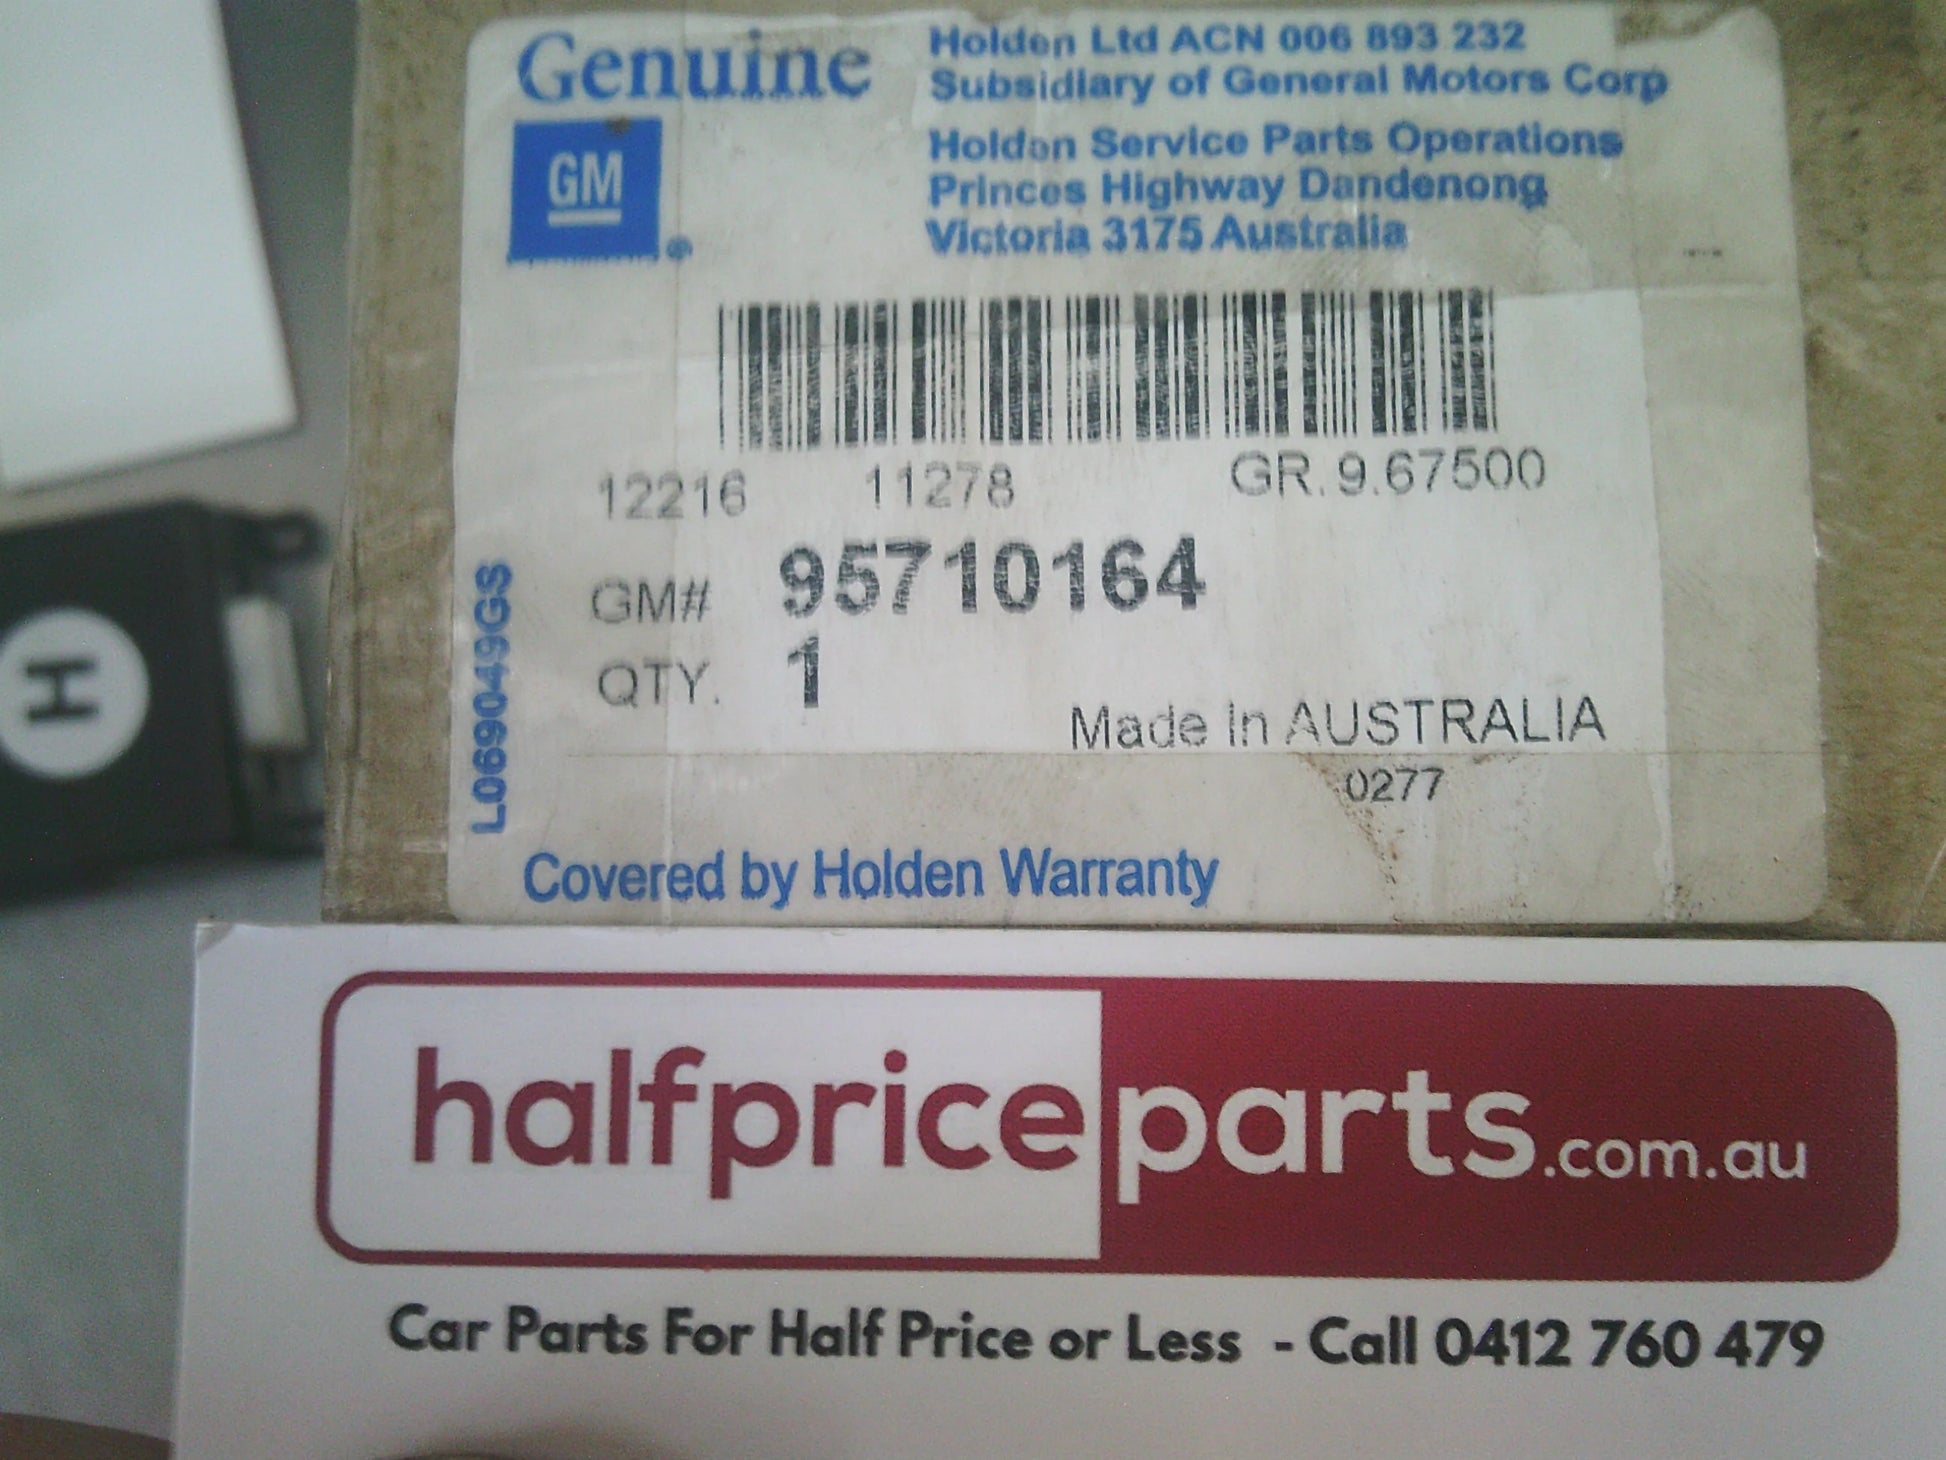 Genuine
GM
®
Holden Ltd ACN 006 893 232
Subsidiary of General Motors Corp
Holden Service Parts Operations
Princes Highway Dandenong
Victoria 3175 Australia
12216 11278 GR.9.67500
GM# 95710164
QTY. 1
Made In AUSTRALIA
0277
L069049GS
Covered by Holden Warranty
H
halfpriceparts.com.au
Car Parts For Half Price or Less - Call 0412 760 479